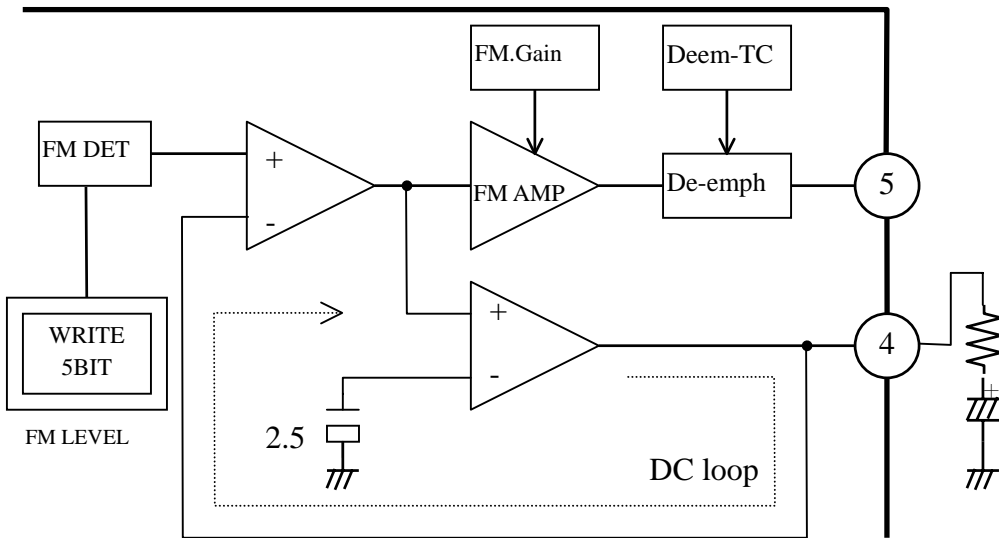 FM.Gain
Deem-TC
FM DET
+
-
FM AMP
De-emph
5
WRITE
5BIT
FM LEVEL
+
-
4
+
2.5
DC loop